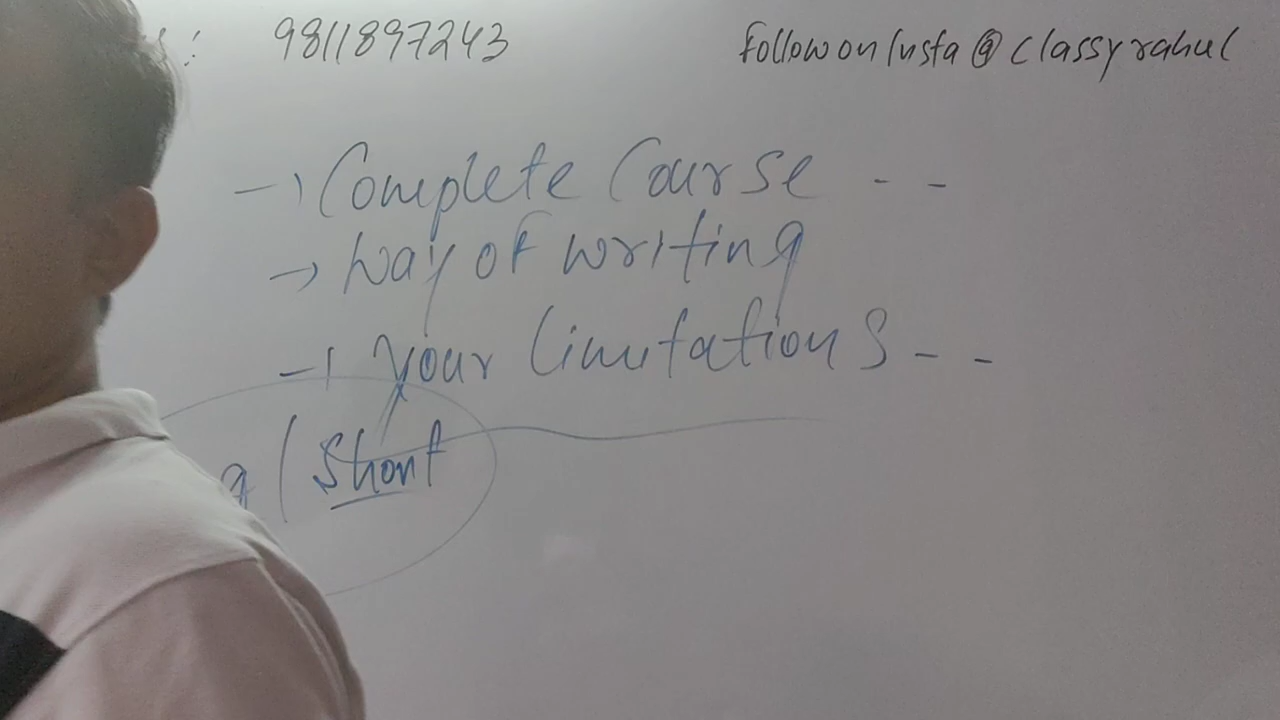 : 9811897243
Follow on Insta @ classyrahul
→ Complete Course - -
→ Way of writing
→ Your Limitations - -
g / Short